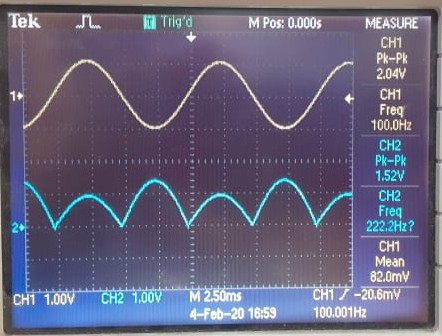 Tek Trig'd M Pos: 0.000s MEASURE
CH1
Pk-Pk
2.04V
CH1
Freq
100.0Hz
CH2
Pk-Pk
1.52V
CH2
Freq
222.2Hz?
CH1
Mean
82.0mV
1
2
CH1 1.00V CH2 1.00V M 2.50ms CH1 -20.6mV
4-Feb-20 16:59 100.001Hz